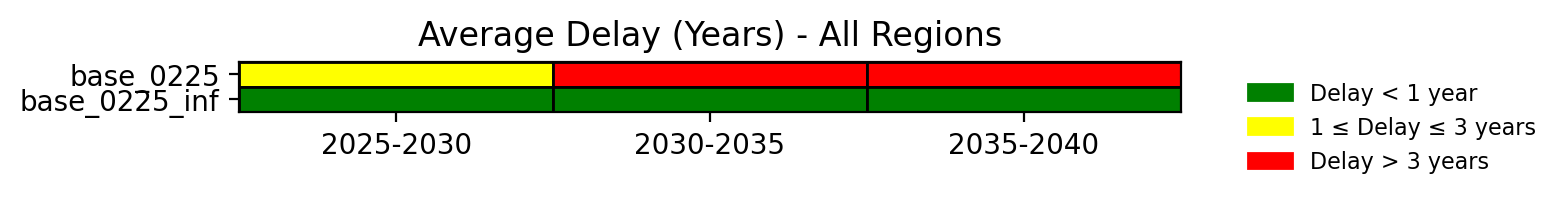 Average Delay (Years) - All Regions
base_0225
base_0225_inf
2025-2030 2030-2035 2035-2040
Delay < 1 year
1 ≤ Delay ≤ 3 years
Delay > 3 years